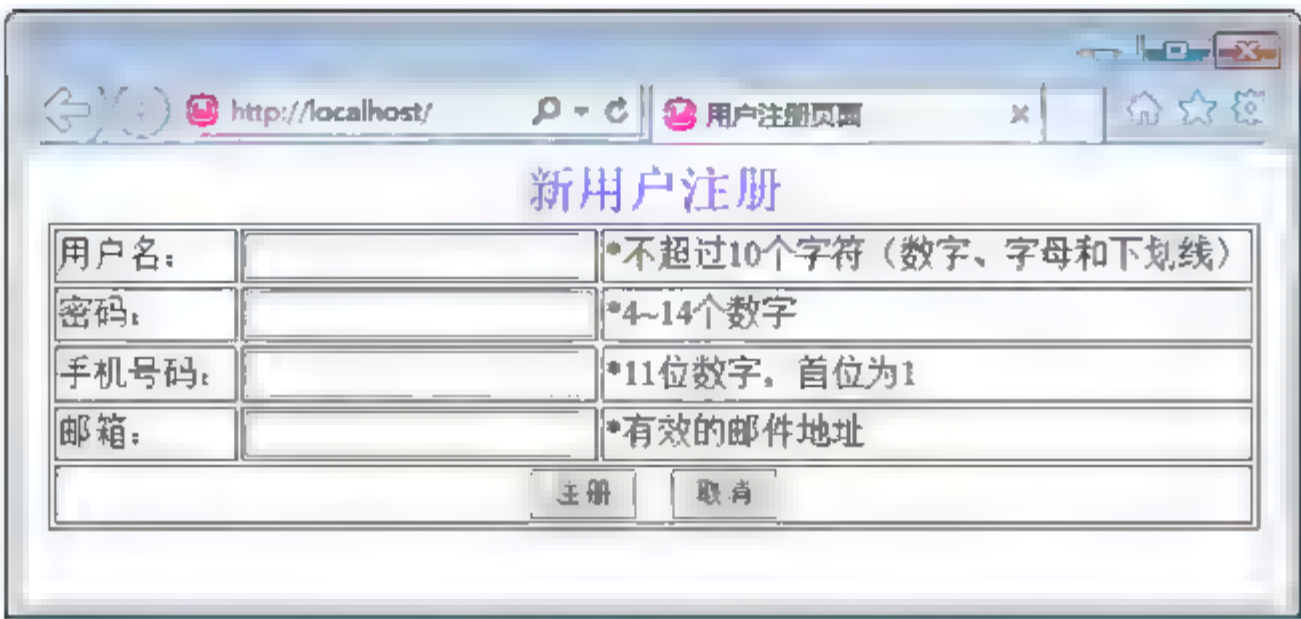 http://localhost/
用户注册页面
新用户注册
用户名:
*不超过10个字符（数字、字母和下划线）
密码:
*4~14个数字
手机号码:
*11位数字，首位为1
邮箱:
*有效的邮件地址
注册 取消